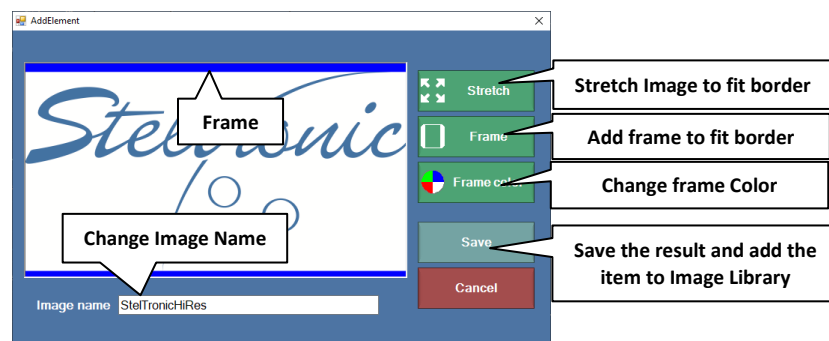 AddElement
Stretch
Stretch Image to fit border
Frame
Steltronic
Frame
Add frame to fit border
Frame color
Change frame Color
Change Image Name
Save
Save the result and add the
item to Image Library
Cancel
Image name StelTronicHiRes